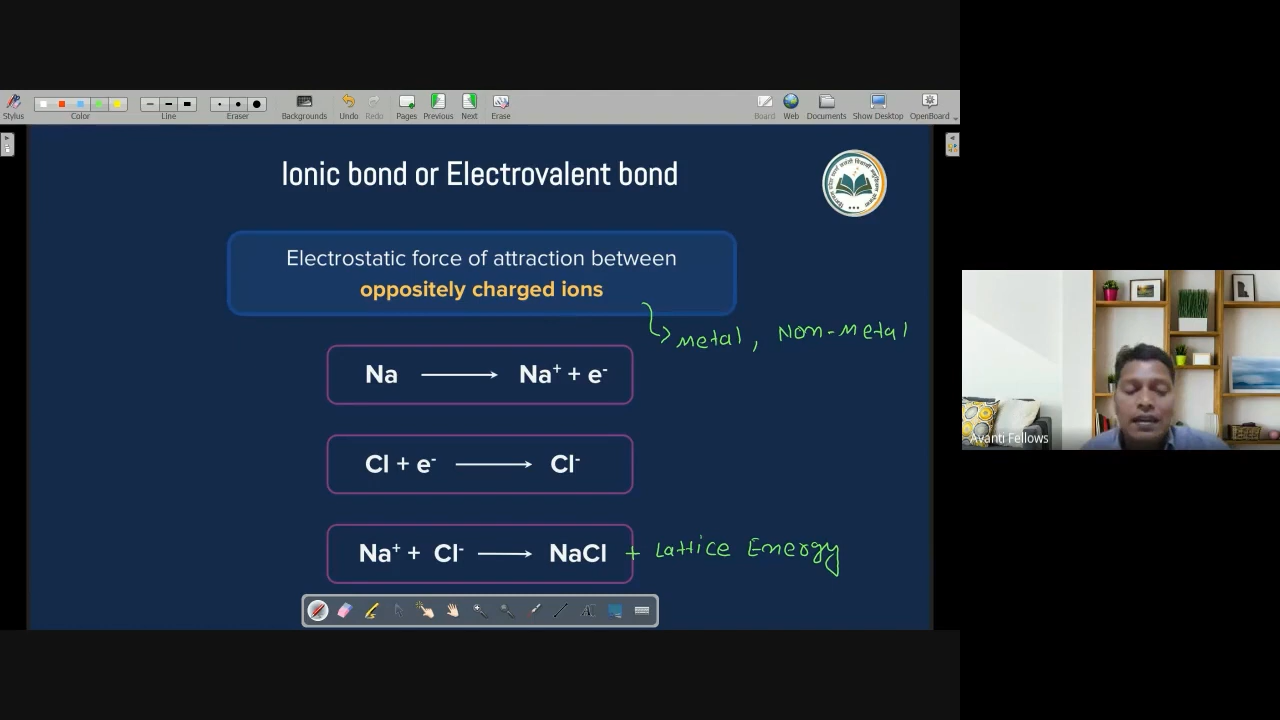 Stylus
Color
Line
Eraser
Backgrounds
Undo
Redo
Pages
Previous
Next
Erase
Board
Web
Documents
Show Desktop
OpenBoard
Ionic bond or Electrovalent bond
Electrostatic force of attraction between
oppositely charged ions
metal, Non-metal
Na ⟶ Na⁺ + e⁻
Cl + e⁻ ⟶ Cl⁻
Na⁺ + Cl⁻ ⟶ NaCl + Lattice Energy
Avanti Fellows